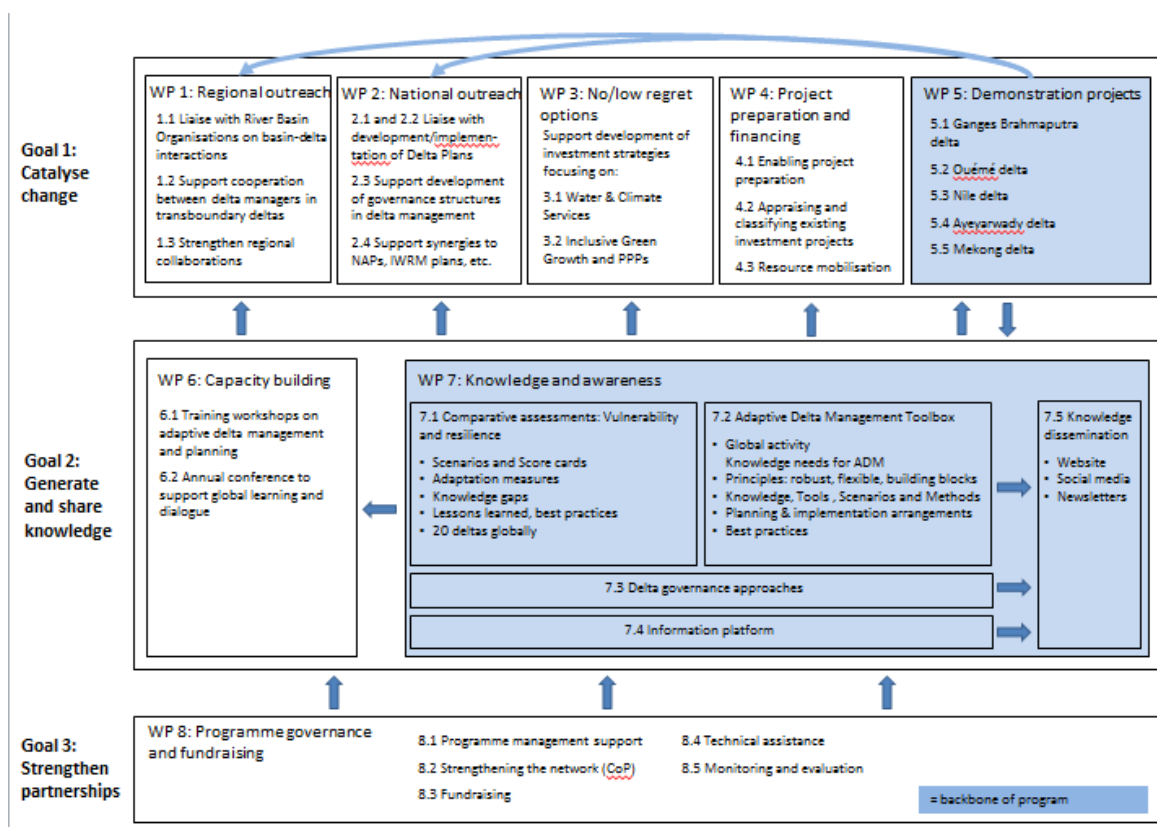 Goal 1:
Catalyse
change
WP 1: Regional outreach
1.1 Liaise with River Basin
Organisations on basin-delta
interactions
1.2 Support cooperation
between delta managers in
transboundary deltas
1.3 Strengthen regional
collaborations
WP 2: National outreach
2.1 and 2.2 Liaise with
development/implemen-
tation of Delta Plans
2.3 Support development
of governance structures
in delta management
2.4 Support synergies to
NAPs, IWRM plans, etc.
WP 3: No/low regret
options
Support development of
investment strategies
focusing on:
3.1 Water & Climate
Services
3.2 Inclusive Green
Growth and PPPs
WP 4: Project
preparation and
financing
4.1 Enabling project
preparation
4.2 Appraising and
classifying existing
investment projects
4.3 Resource mobilisation
WP 5: Demonstration projects
5.1 Ganges Brahmaputra
delta
5.2 Ouémé delta
5.3 Nile delta
5.4 Ayeyarwady delta
5.5 Mekong delta
Goal 2:
Generate
and share
knowledge
WP 6: Capacity building
6.1 Training workshops on
adaptive delta management
and planning
6.2 Annual conference to
support global learning and
dialogue
WP 7: Knowledge and awareness
7.1 Comparative assessments: Vulnerability
and resilience
▪ Scenarios and Score cards
▪ Adaptation measures
▪ Knowledge gaps
▪ Lessons learned, best practices
▪ 20 deltas globally
7.2 Adaptive Delta Management Toolbox
▪ Global activity
Knowledge needs for ADM
▪ Principles: robust, flexible, building blocks
▪ Knowledge, Tools , Scenarios and Methods
▪ Planning & implementation arrangements
▪ Best practices
7.5 Knowledge
dissemination
▪ Website
▪ Social media
▪ Newsletters
7.3 Delta governance approaches
7.4 Information platform
Goal 3:
Strengthen
partnerships
WP 8: Programme governance
and fundraising
8.1 Programme management support
8.2 Strengthening the network (CoP)
8.3 Fundraising
8.4 Technical assistance
8.5 Monitoring and evaluation
= backbone of program